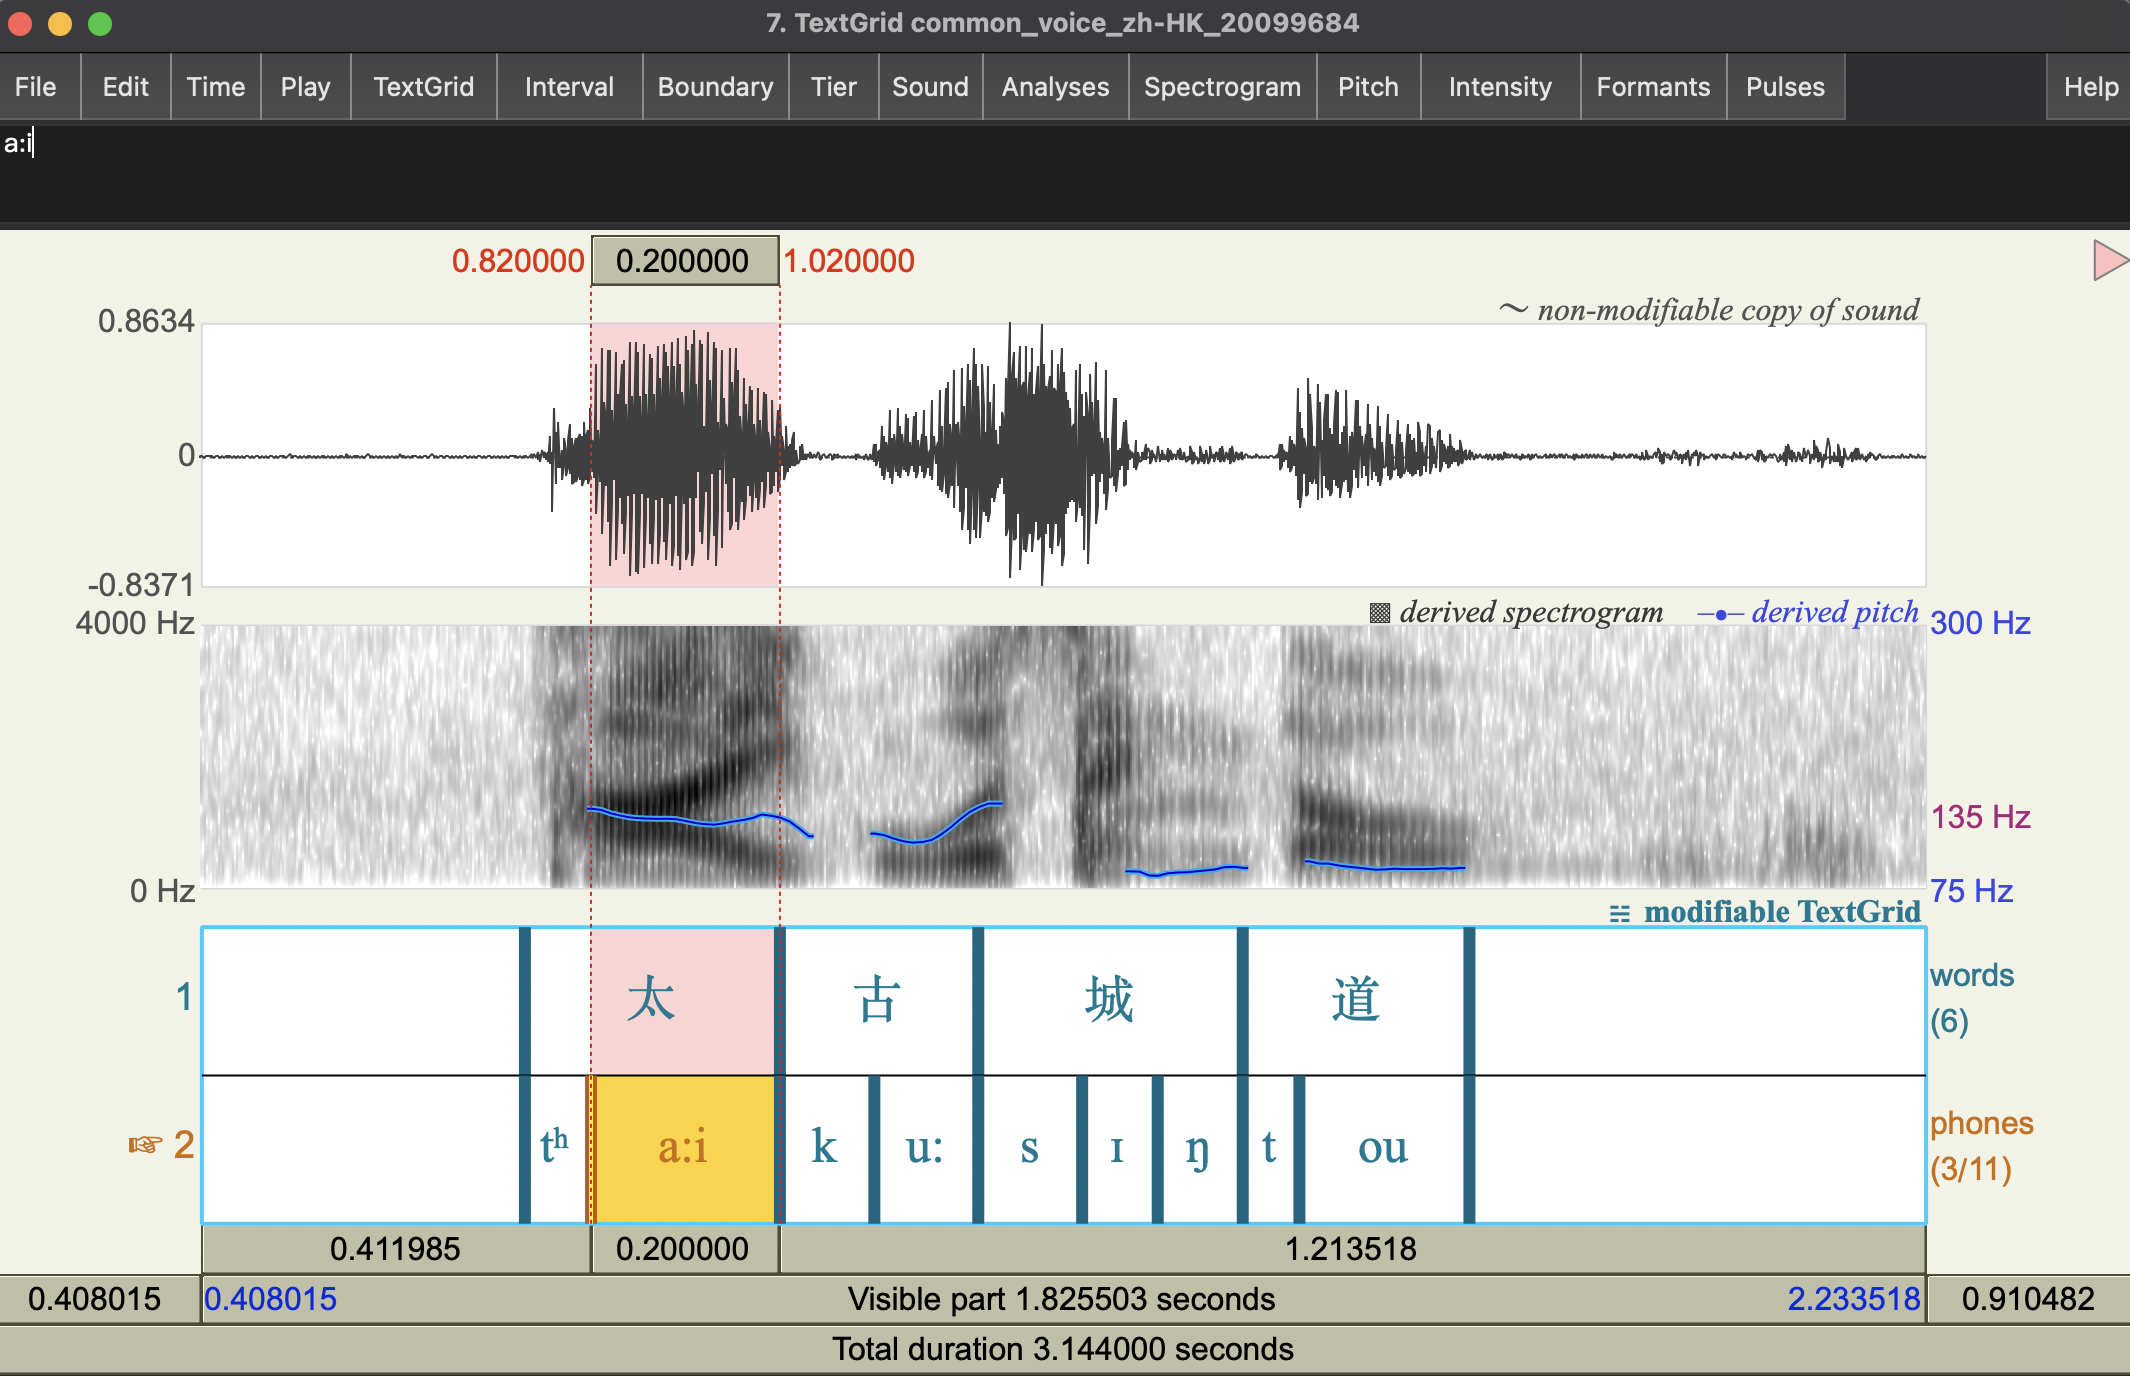 7. TextGrid common_voice_zh-HK_20099684
File Edit Time Play TextGrid Interval Boundary Tier Sound Analyses Spectrogram Pitch Intensity Formants Pulses Help
a:i
0.820000 0.200000 1.020000
～ non-modifiable copy of sound
0.8634
0
-0.8371
derived spectrogram derived pitch
4000 Hz 300 Hz
135 Hz
0 Hz 75 Hz
modifiable TextGrid
1 太 古 城 道 words
(6)
2 tʰ a:i k u: s ɪ ŋ t ou phones
(3/11)
0.411985 0.200000 1.213518
0.408015 0.408015 Visible part 1.825503 seconds 2.233518 0.910482
Total duration 3.144000 seconds